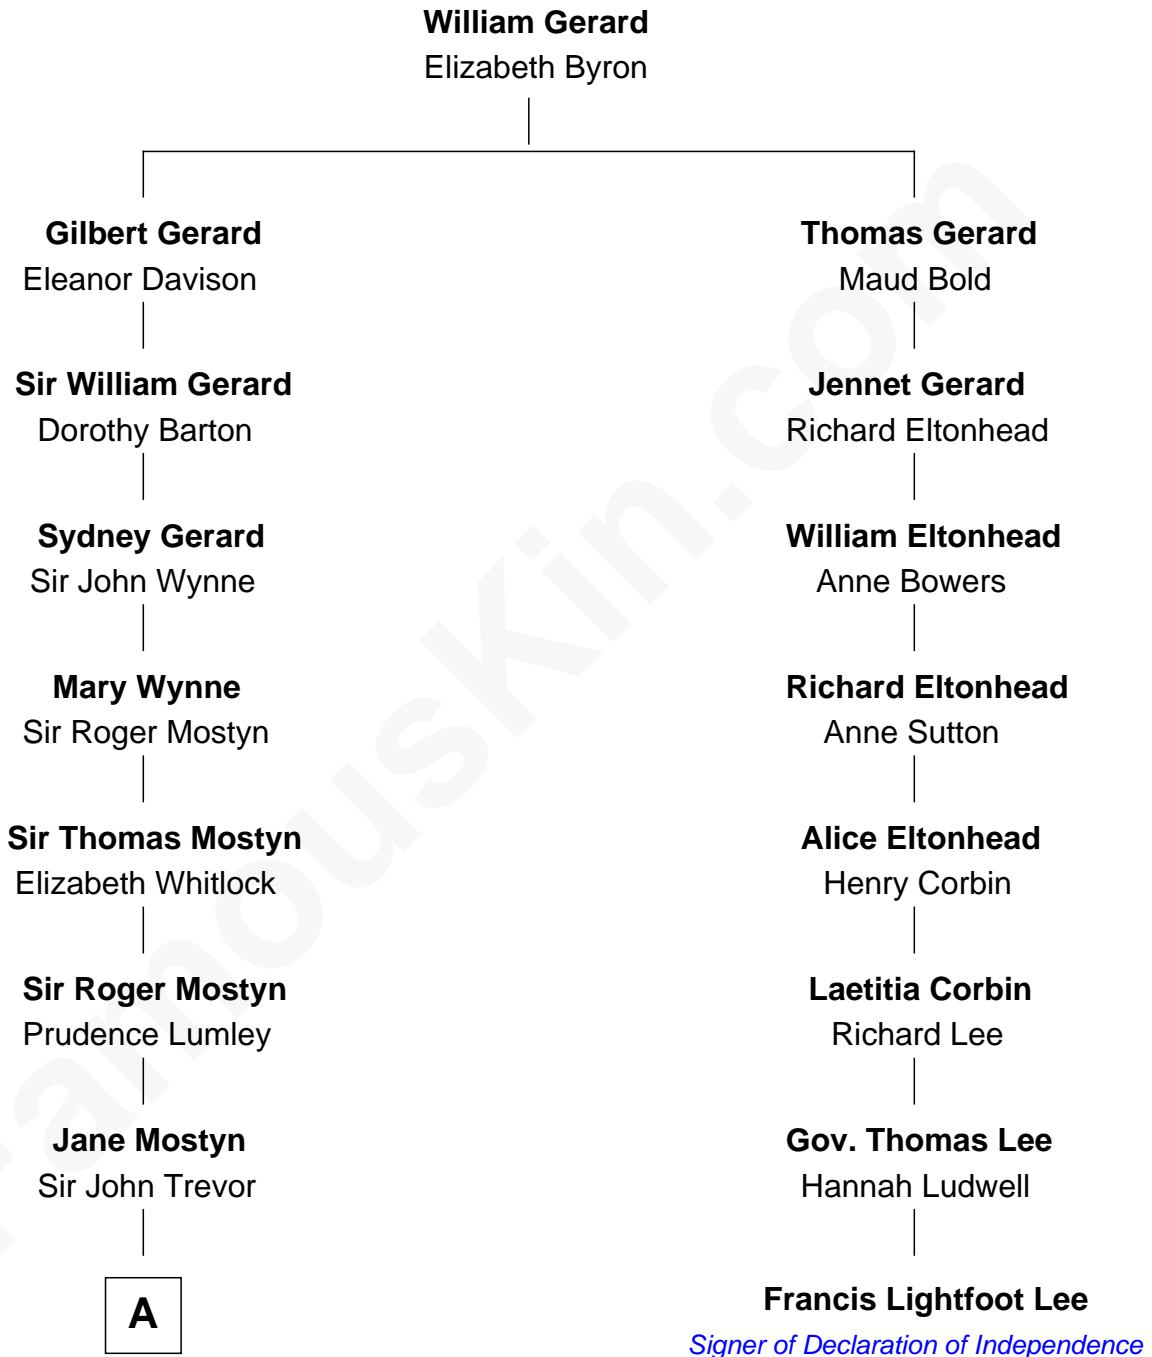 William Gerard
Elizabeth Byron
Gilbert Gerard
Eleanor Davison
Thomas Gerard
Maud Bold
Sir William Gerard
Dorothy Barton
Jennet Gerard
Richard Eltonhead
Sydney Gerard
Sir John Wynne
William Eltonhead
Anne Bowers
Mary Wynne
Sir Roger Mostyn
Richard Eltonhead
Anne Sutton
Sir Thomas Mostyn
Elizabeth Whitlock
Alice Eltonhead
Henry Corbin
Sir Roger Mostyn
Prudence Lumley
Laetitia Corbin
Richard Lee
Jane Mostyn
Sir John Trevor
Gov. Thomas Lee
Hannah Ludwell
A
Francis Lightfoot Lee
Signer of Declaration of Independence
FamousKin.com